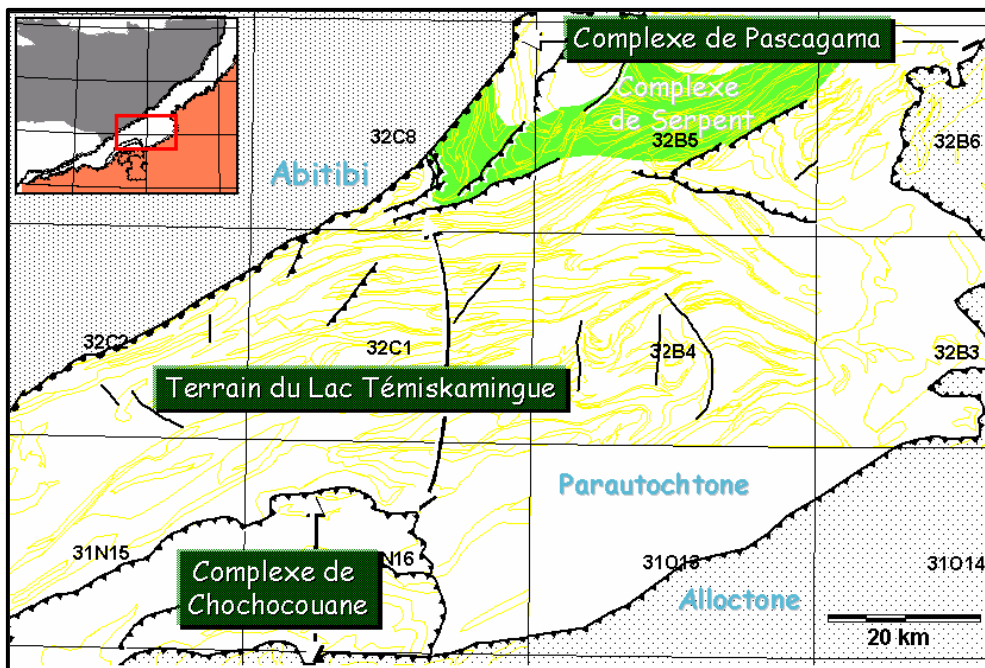 Complexe de Pascagama
Complexe
de Serpent
32C8
32B5
32B6
Abitibi
32C2
32C1
32B4
32B3
Terrain du Lac Témiskamingue
Parautochtone
31N15
N16
31O13
31O14
Complexe de
Chochocouane
Alloctone
20 km